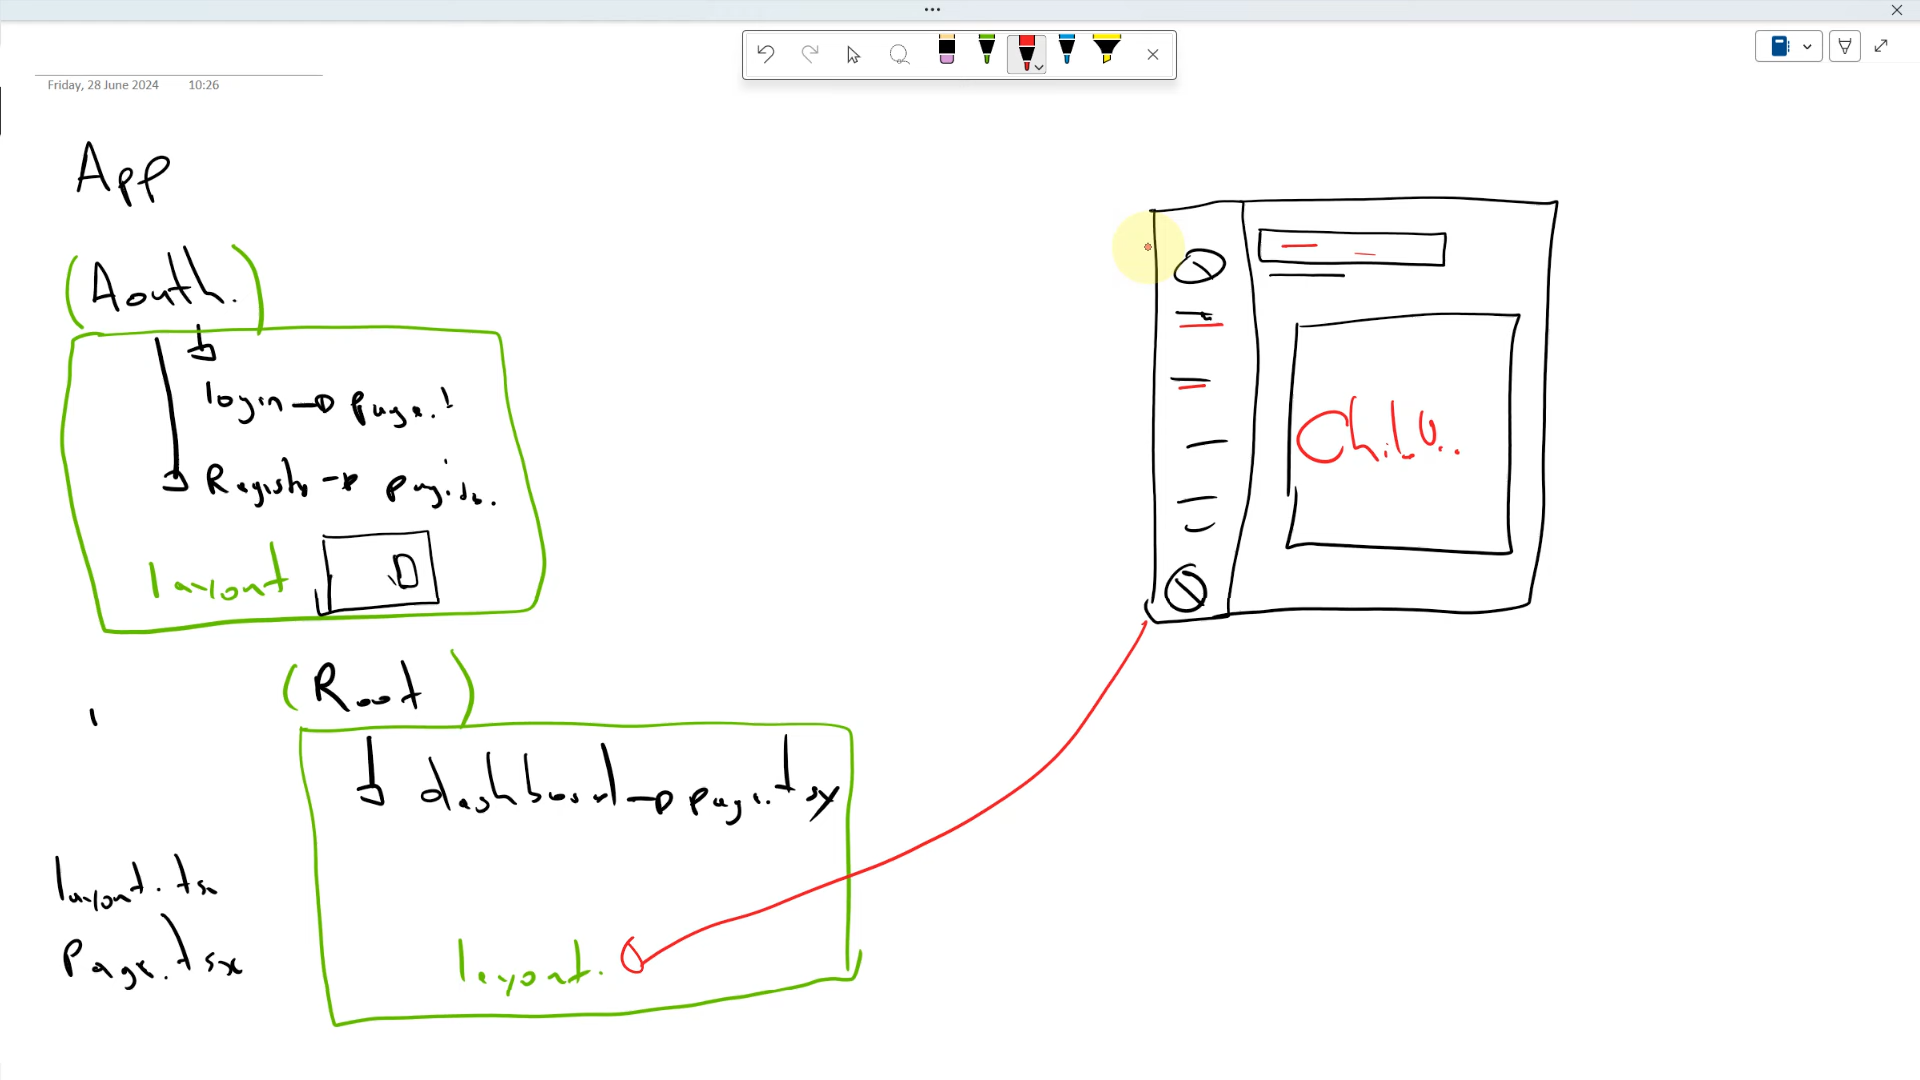 Friday, 28 June 2024 10:26
App
(Aouth.)
login → page.
Register → page.
layout
(Root)
dashboard → page.tsx
layout.
layout.tsx
Page.tsx
Child..